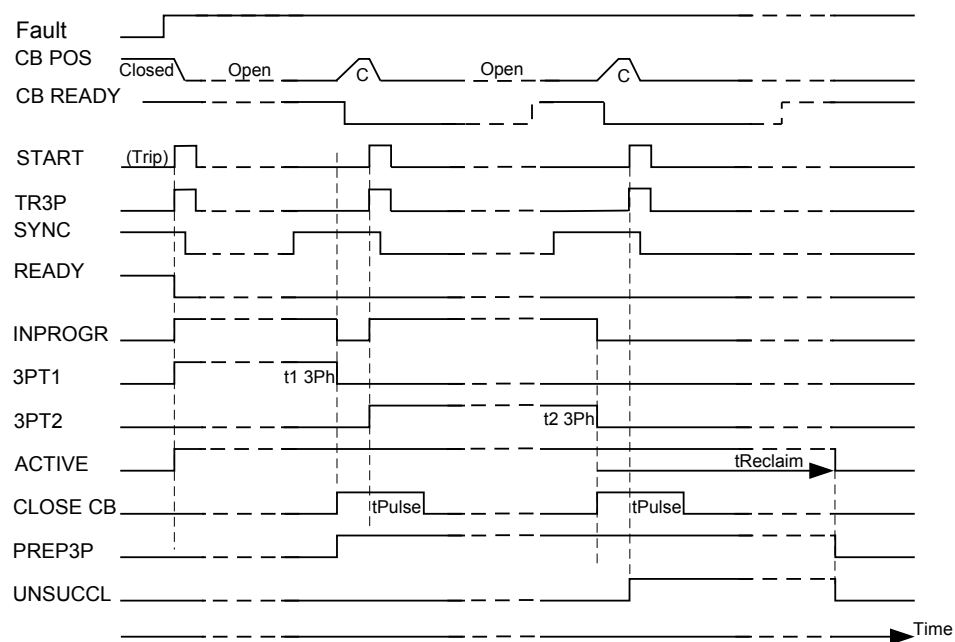 Fault
CB POS
Closed Open C Open C
CB READY
START (Trip)
TR3P
SYNC
READY
INPROGR
3PT1 t1 3Ph
3PT2 t2 3Ph
ACTIVE tReclaim
CLOSE CB tPulse tPulse
PREP3P
UNSUCCL
Time